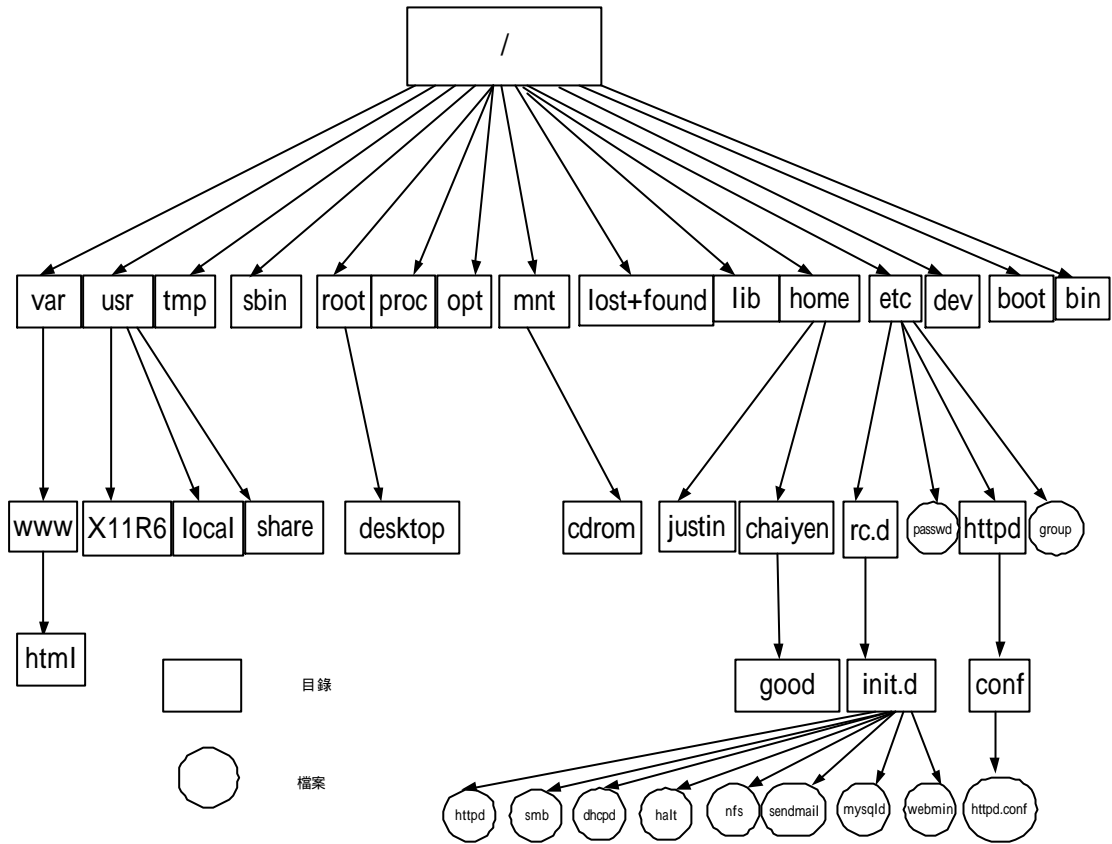 /
var usr tmp sbin root proc opt mnt lost+found lib home etc dev boot bin
www X11R6 local share desktop cdrom justin chaiyen rc.d passwd httpd group
html good init.d conf
目錄
檔案
httpd smb dhcpd halt nfs sendmail mysqld webmin httpd.conf